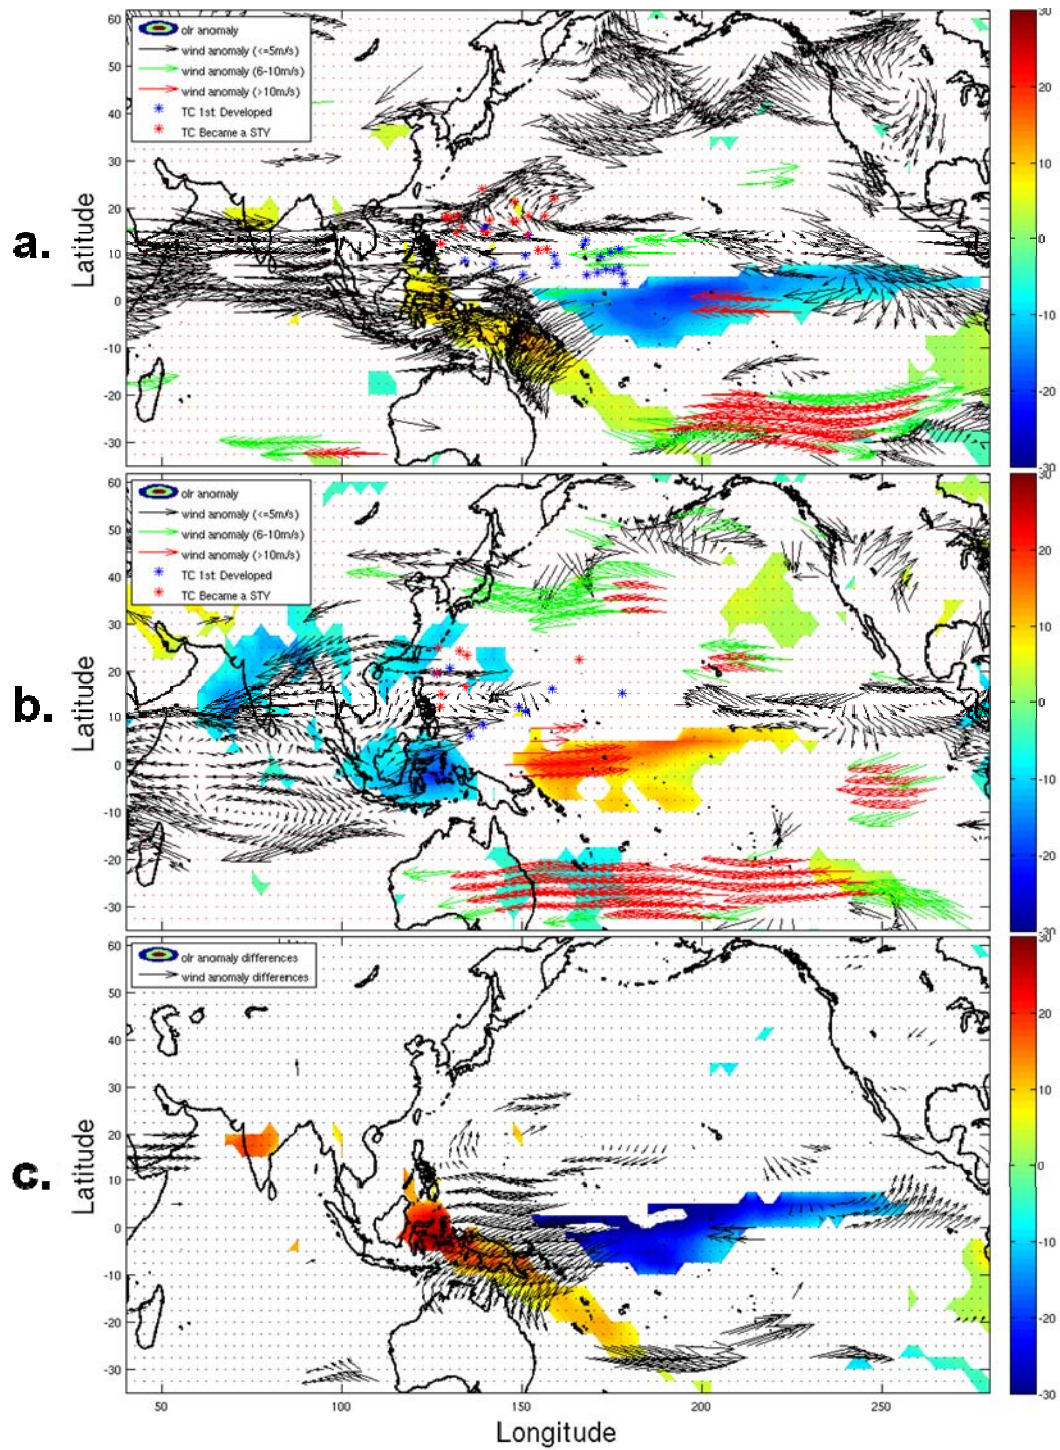 a.
Latitude
60
50
40
30
20
10
0
-10
-20
-30
olr anomaly
wind anomaly (<=5m/s)
wind anomaly (6-10m/s)
wind anomaly (>10m/s)
TC 1st Developed
TC Became a STY
30
20
10
0
-10
-20
-30
b.
Latitude
60
50
40
30
20
10
0
-10
-20
-30
olr anomaly
wind anomaly (<=5m/s)
wind anomaly (6-10m/s)
wind anomaly (>10m/s)
TC 1st Developed
TC Became a STY
30
20
10
0
-10
-20
-30
c.
Latitude
60
50
40
30
20
10
0
-10
-20
-30
olr anomaly differences
wind anomaly differences
30
20
10
0
-10
-20
-30
50 100 150 200 250
Longitude